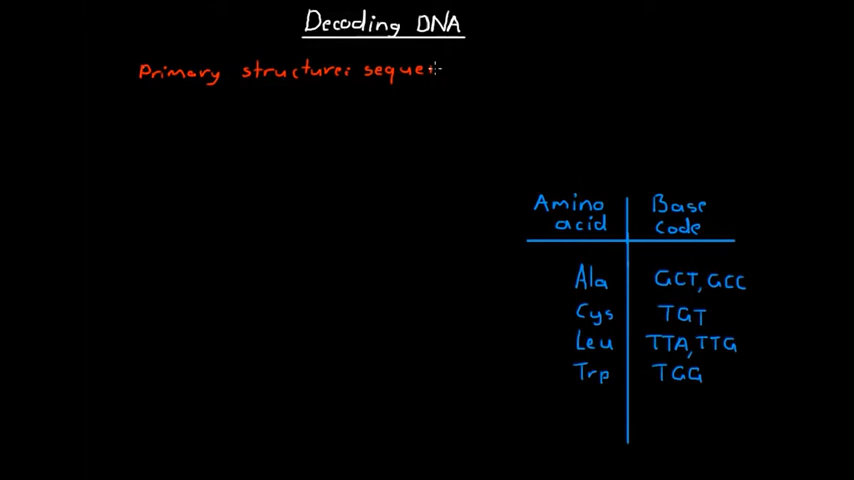 Decoding DNA
Primary structure: seque
Amino acid
Base code
Ala GCT, GCC
Cys TGT
Leu TTA, TTG
Trp TGG